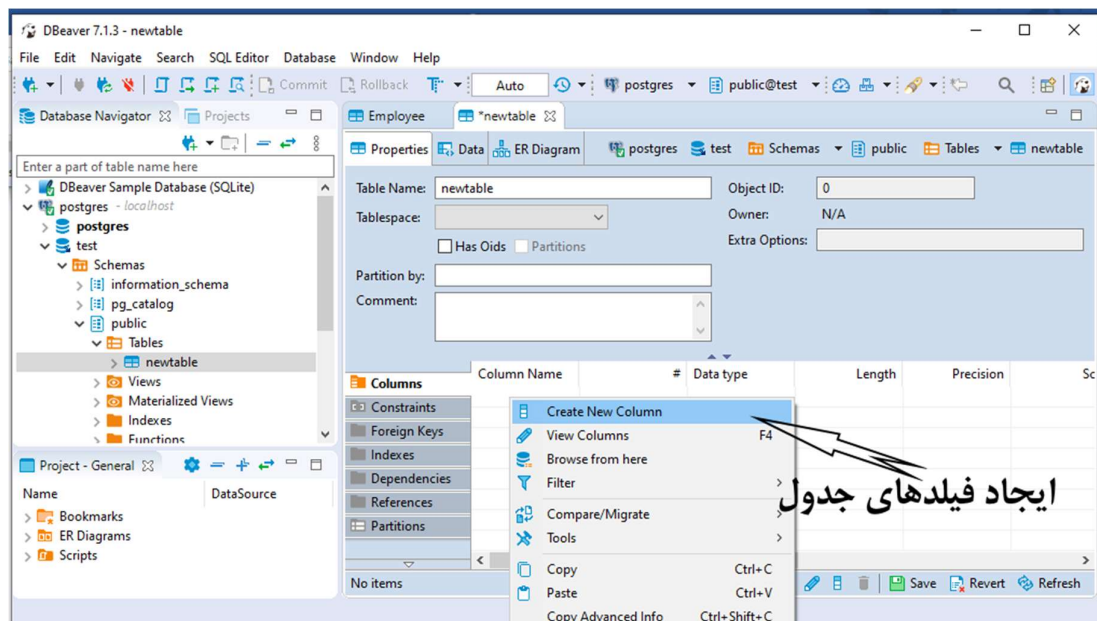 DBeaver 7.1.3 - newtable
File Edit Navigate Search SQL Editor Database Window Help
Commit Rollback Auto postgres public@test
Database Navigator Projects
Enter a part of table name here
DBeaver Sample Database (SQLite)
postgres - localhost
postgres
test
Schemas
information_schema
pg_catalog
public
Tables
newtable
Views
Materialized Views
Indexes
Functions
Project - General
Name DataSource
Bookmarks
ER Diagrams
Scripts
Employee *newtable
Properties Data ER Diagram postgres test Schemas public Tables newtable
Table Name: newtable Object ID: 0
Tablespace: Owner: N/A
Has Oids Partitions Extra Options:
Partition by:
Comment:
Column Name # Data type Length Precision Sc
Columns
Constraints
Foreign Keys
Indexes
Dependencies
References
Partitions
Create New Column
View Columns F4
Browse from here
Filter
Compare/Migrate
Tools
Copy Ctrl+C
Paste Ctrl+V
Copy Advanced Info Ctrl+Shift+C
ایجاد فیلدهای جدول
No items Save Revert Refresh